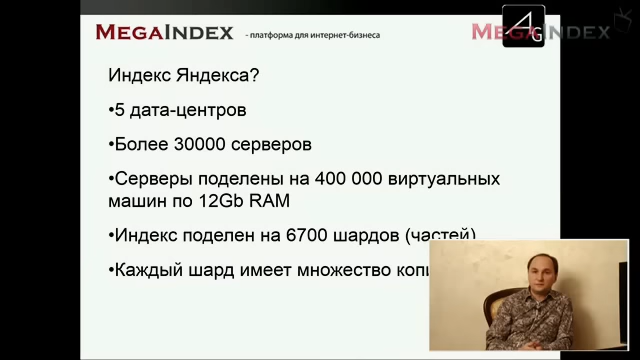 MEGAINDEX - платформа для интернет-бизнеса
4G
MEGAINDEX
Индекс Яндекса?
•5 дата-центров
•Более 30000 серверов
•Серверы поделены на 400 000 виртуальных
машин по 12Gb RAM
•Индекс поделен на 6700 шардов (частей)
•Каждый шард имеет множество